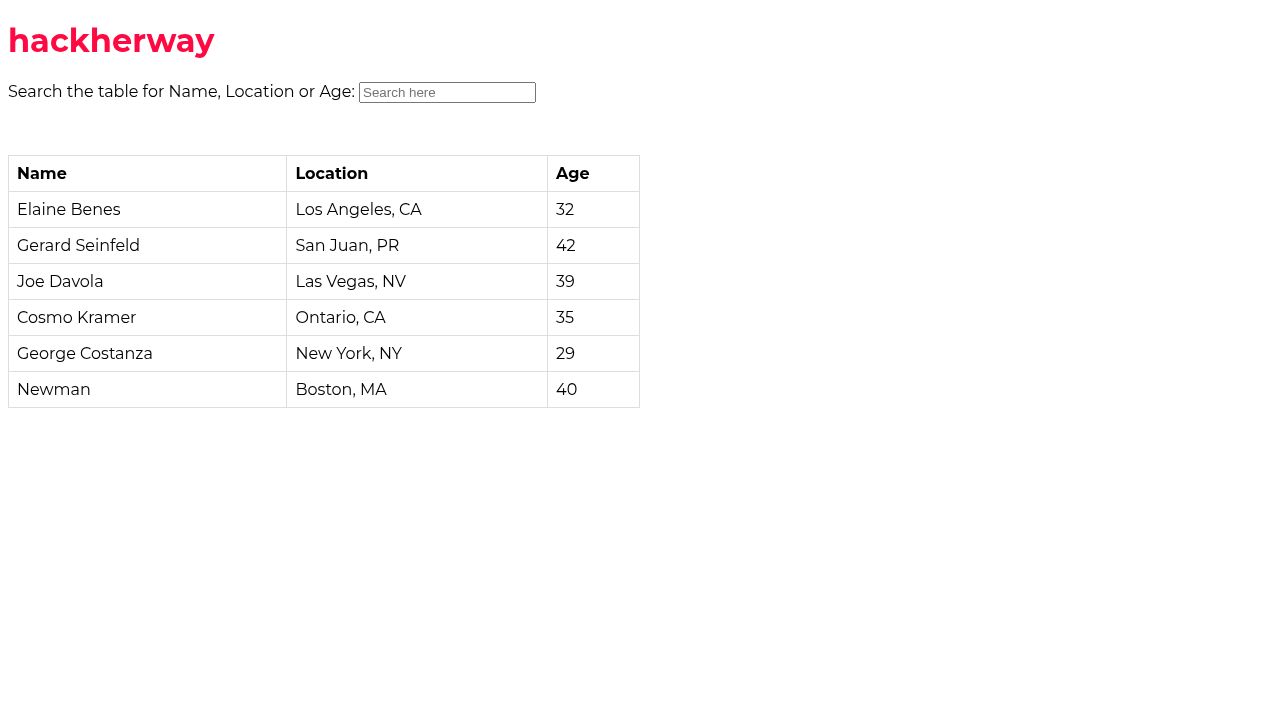 hackherway
Search the table for Name, Location or Age: Search here
Name Location Age
Elaine Benes Los Angeles, CA 32
Gerard Seinfeld San Juan, PR 42
Joe Davola Las Vegas, NV 39
Cosmo Kramer Ontario, CA 35
George Costanza New York, NY 29
Newman Boston, MA 40